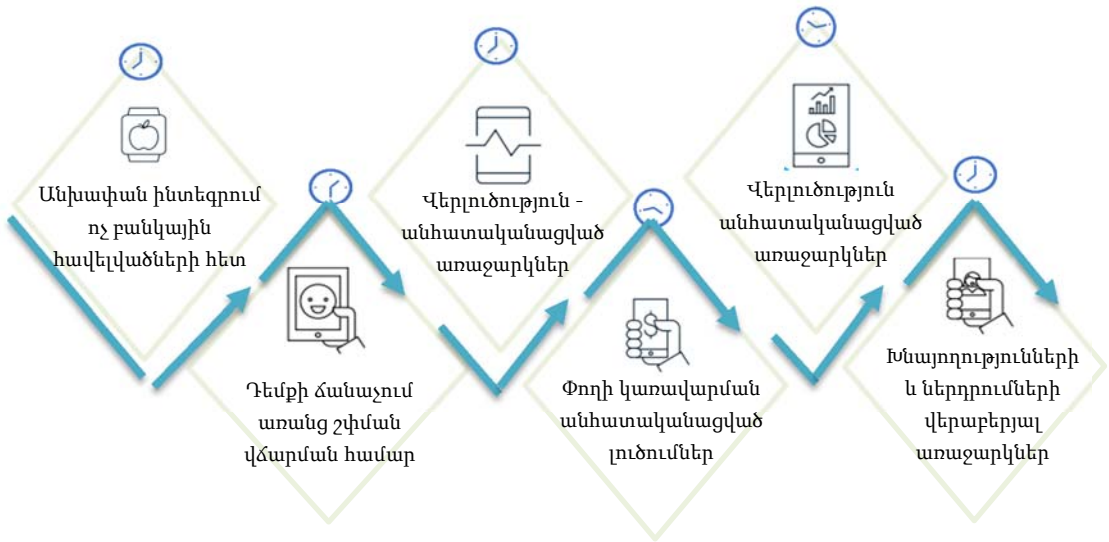 Անխափան ինտեգրում
ոչ բանկային
հավելվածների հետ
Դեմքի ճանաչում
առանց շփման
վճարման համար
Վերլուծություն -
անհատականացված
առաջարկներ
Փողի կառավարման
անհատականացված
լուծումներ
Վերլուծություն
անհատականացված
առաջարկներ
Խնայողությունների
և ներդրումների
վերաբերյալ
առաջարկներ